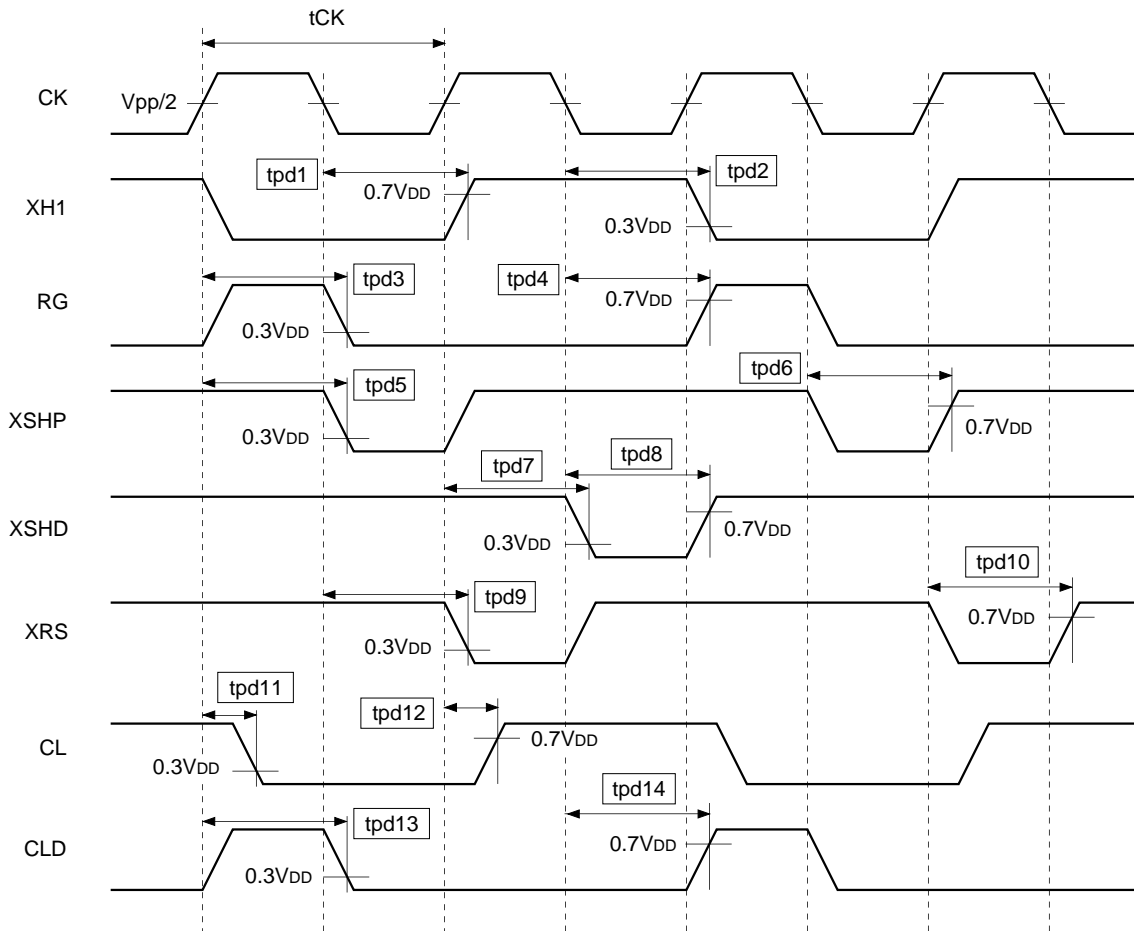 tCK
CK
Vpp/2
XH1
tpd1
0.7VDD
tpd2
0.3VDD
RG
tpd3
0.3VDD
tpd4
0.7VDD
XSHP
tpd5
0.3VDD
tpd6
0.7VDD
XSHD
tpd7
0.3VDD
tpd8
0.7VDD
XRS
tpd9
0.3VDD
tpd10
0.7VDD
CL
tpd11
0.3VDD
tpd12
0.7VDD
CLD
tpd13
0.3VDD
tpd14
0.7VDD